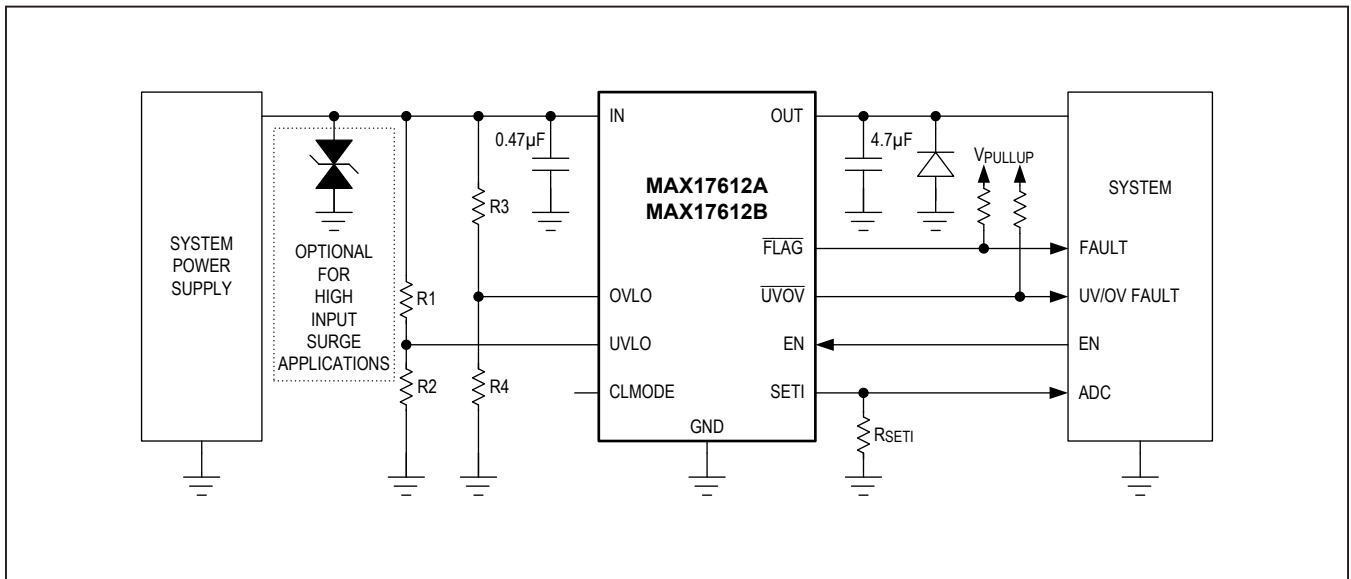 SYSTEM
POWER
SUPPLY
OPTIONAL
FOR
HIGH
INPUT
SURGE
APPLICATIONS
R1
R2
R3
R4
0.47µF
IN
OVLO
UVLO
CLMODE
MAX17612A
MAX17612B
GND
OUT
FLAG
UVOV
EN
SETI
4.7µF
VPULLUP
RSETI
SYSTEM
FAULT
UV/OV FAULT
EN
ADC